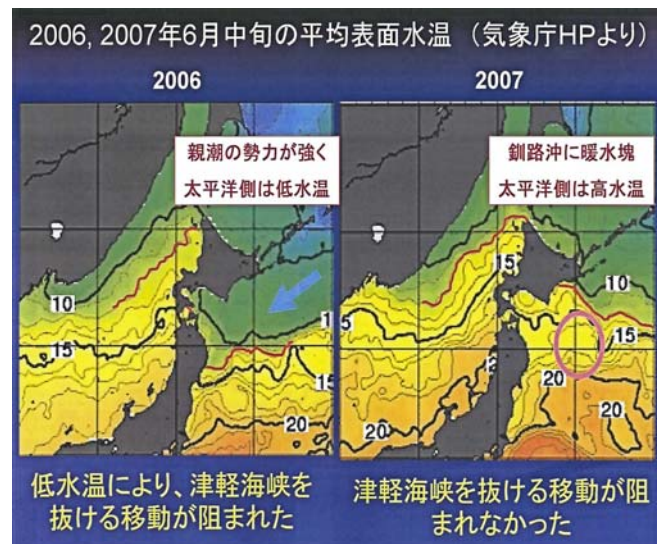 2006, 2007年6月中旬の平均表面水温 (気象庁HPより)
2006
2007
親潮の勢力が強く
太平洋側は低水温
釧路沖に暖水塊
太平洋側は高水温
10
15
15
20
15
10
15
20
20
低水温により、津軽海峡を
抜ける移動が阻まれた
津軽海峡を抜ける移動が阻
まれなかった